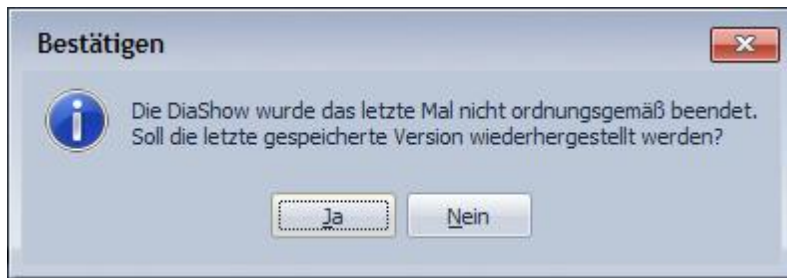 Bestätigen
Die DiaShow wurde das letzte Mal nicht ordnungsgemäß beendet.
Soll die letzte gespeicherte Version wiederhergestellt werden?
Ja
Nein